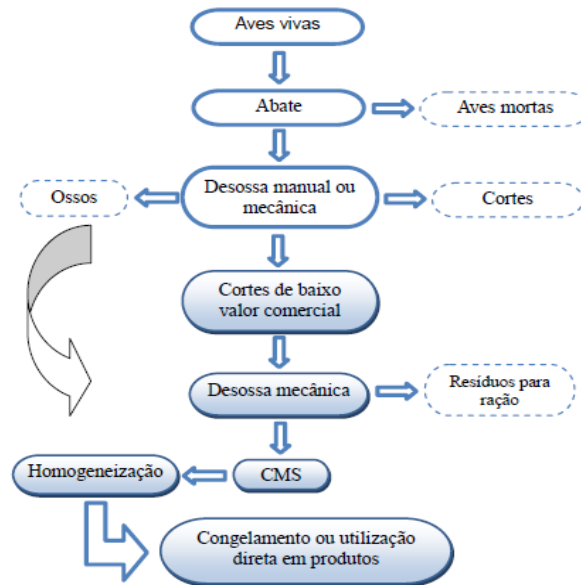 Aves vivas
Abate
Aves mortas
Ossos
Desossa manual ou
mecânica
Cortes
Cortes de baixo
valor comercial
Desossa mecânica
Resíduos para
ração
Homogeneização
CMS
Congelamento ou utilização
direta em produtos